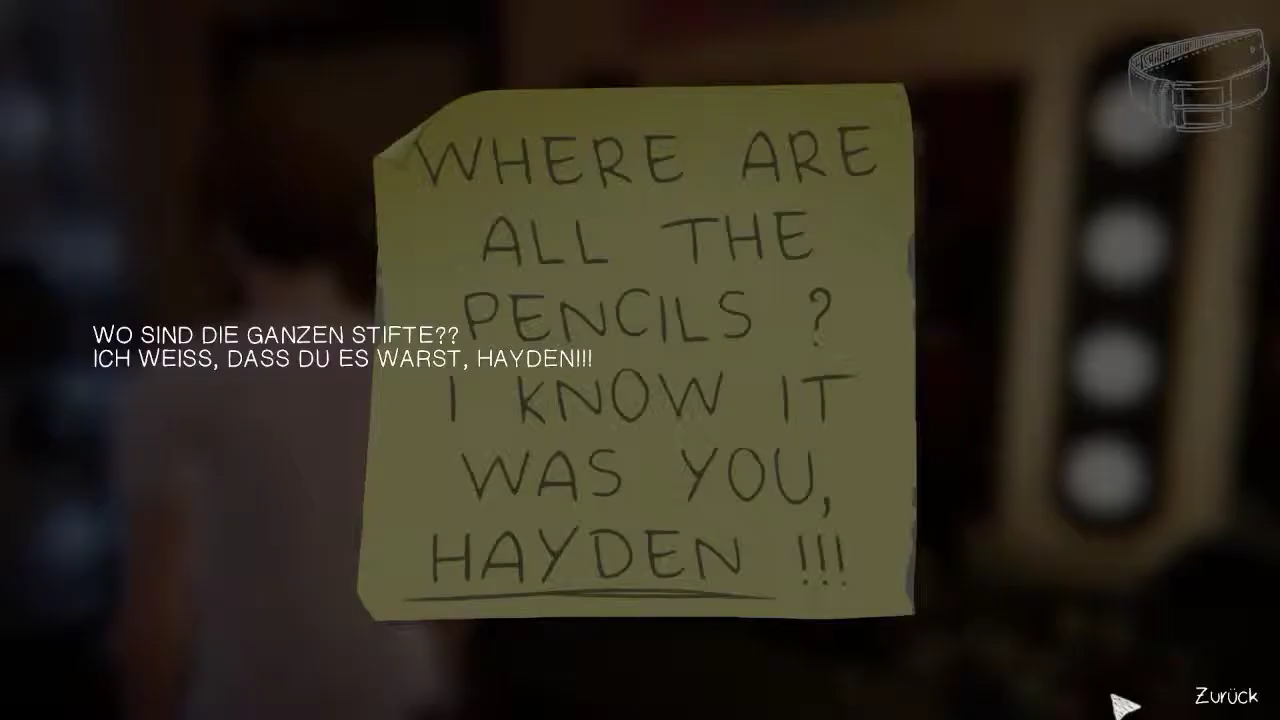 WHERE ARE
ALL THE
PENCILS ?
I KNOW IT
WAS YOU,
HAYDEN !!!
WO SIND DIE GANZEN STIFTE??
ICH WEISS, DASS DU ES WARST, HAYDEN!!!
Zurück